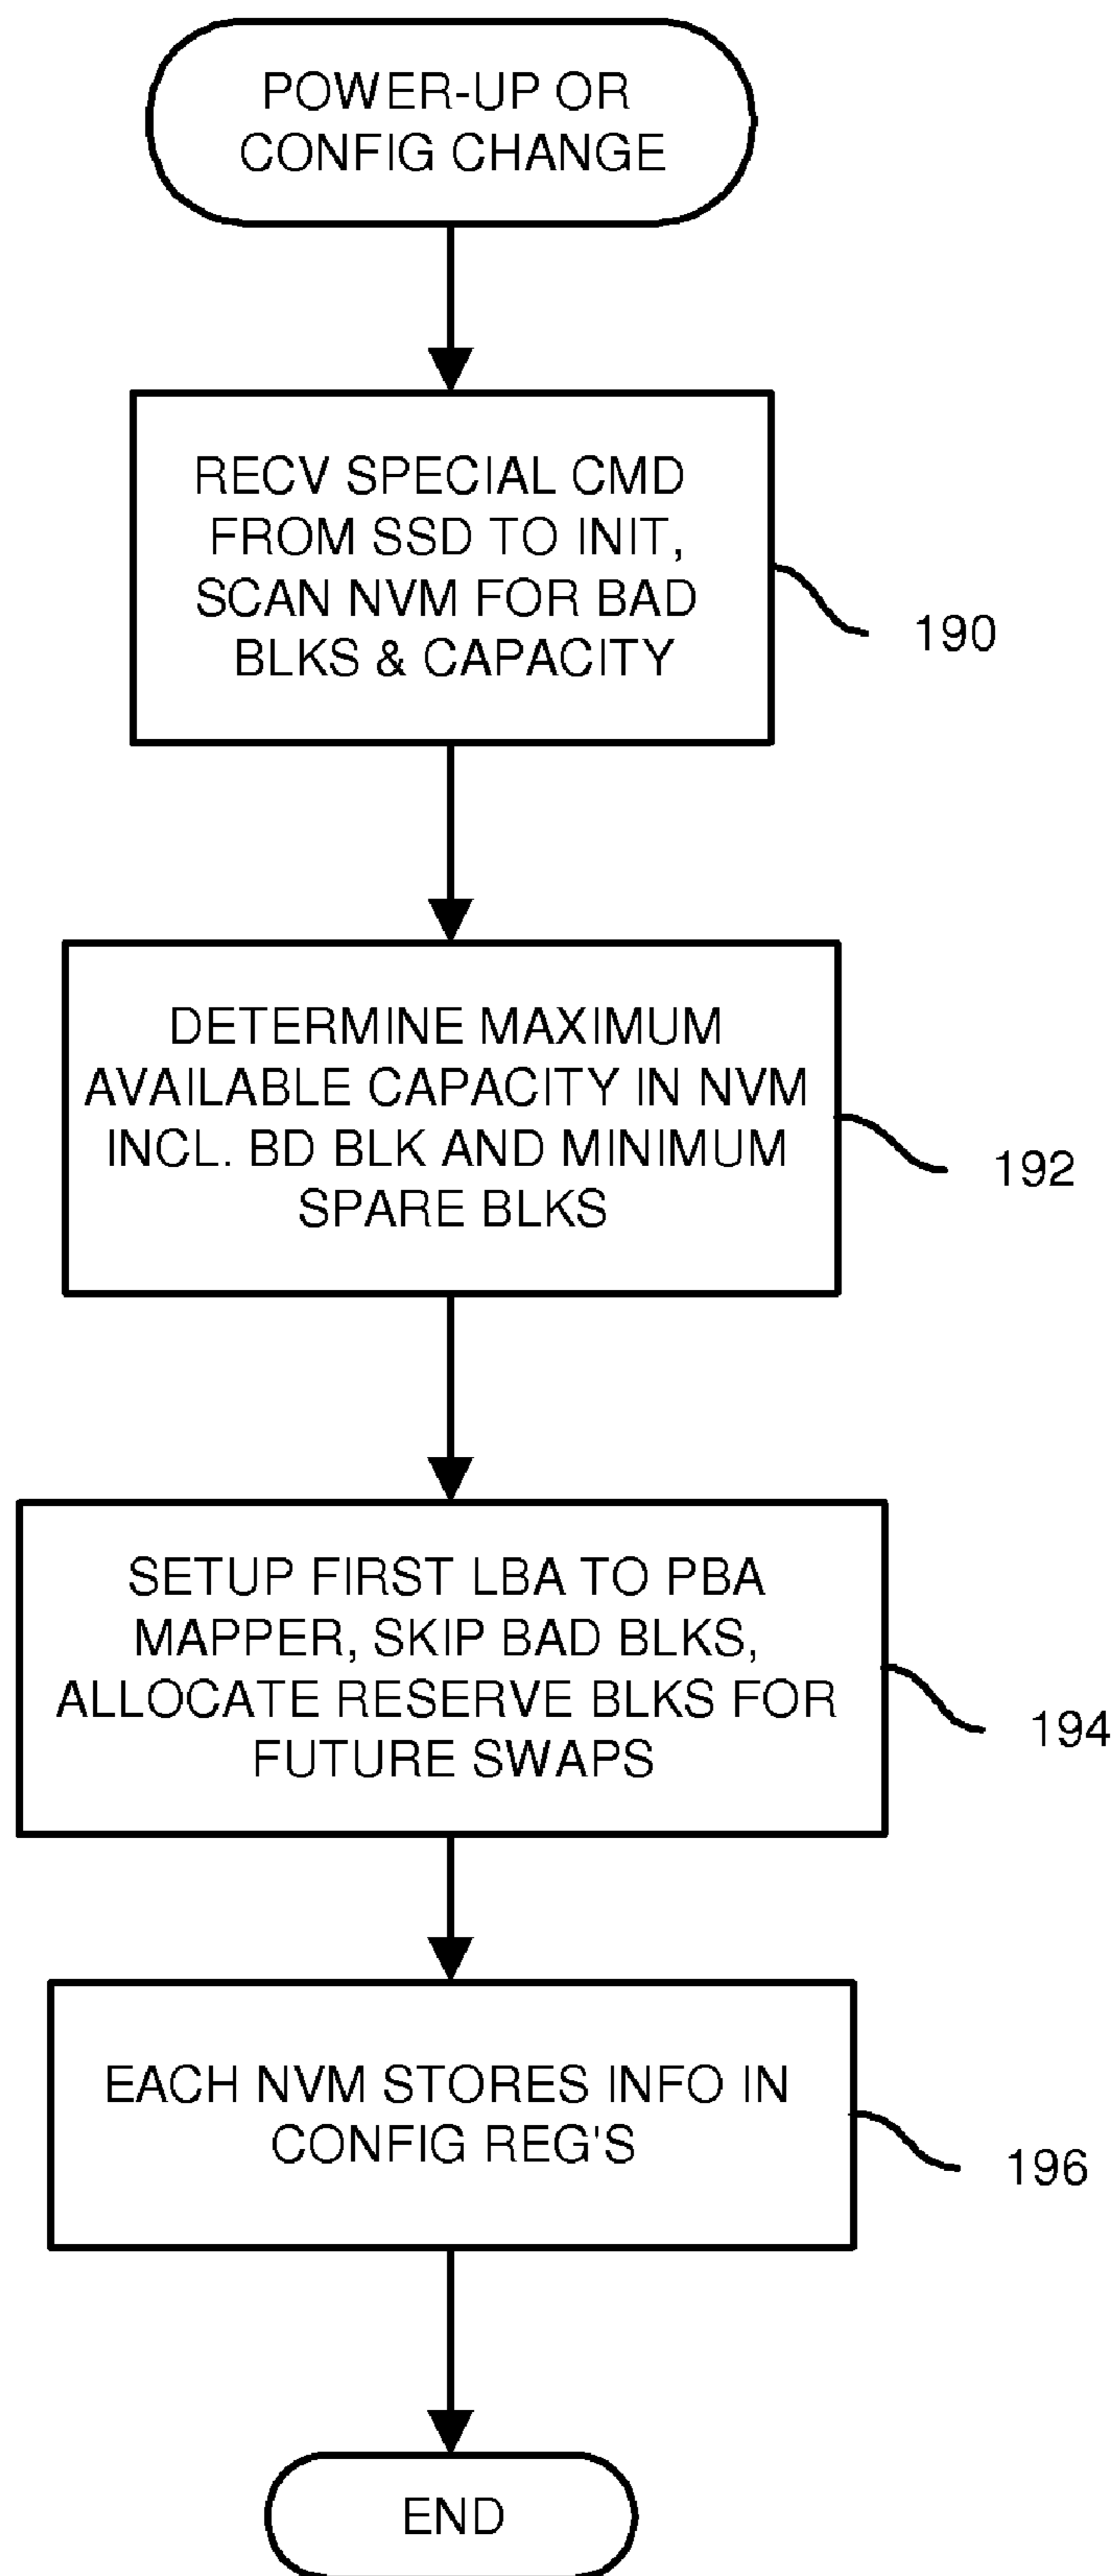 POWER-UP OR
CONFIG CHANGE
RECV SPECIAL CMD
FROM SSD TO INIT,
SCAN NVM FOR BAD
BLKS & CAPACITY
190
DETERMINE MAXIMUM
AVAILABLE CAPACITY IN NVM
INCL. BD BLK AND MINIMUM
SPARE BLKS
192
SETUP FIRST LBA TO PBA
MAPPER, SKIP BAD BLKS,
ALLOCATE RESERVE BLKS FOR
FUTURE SWAPS
194
EACH NVM STORES INFO IN
CONFIG REG'S
196
END